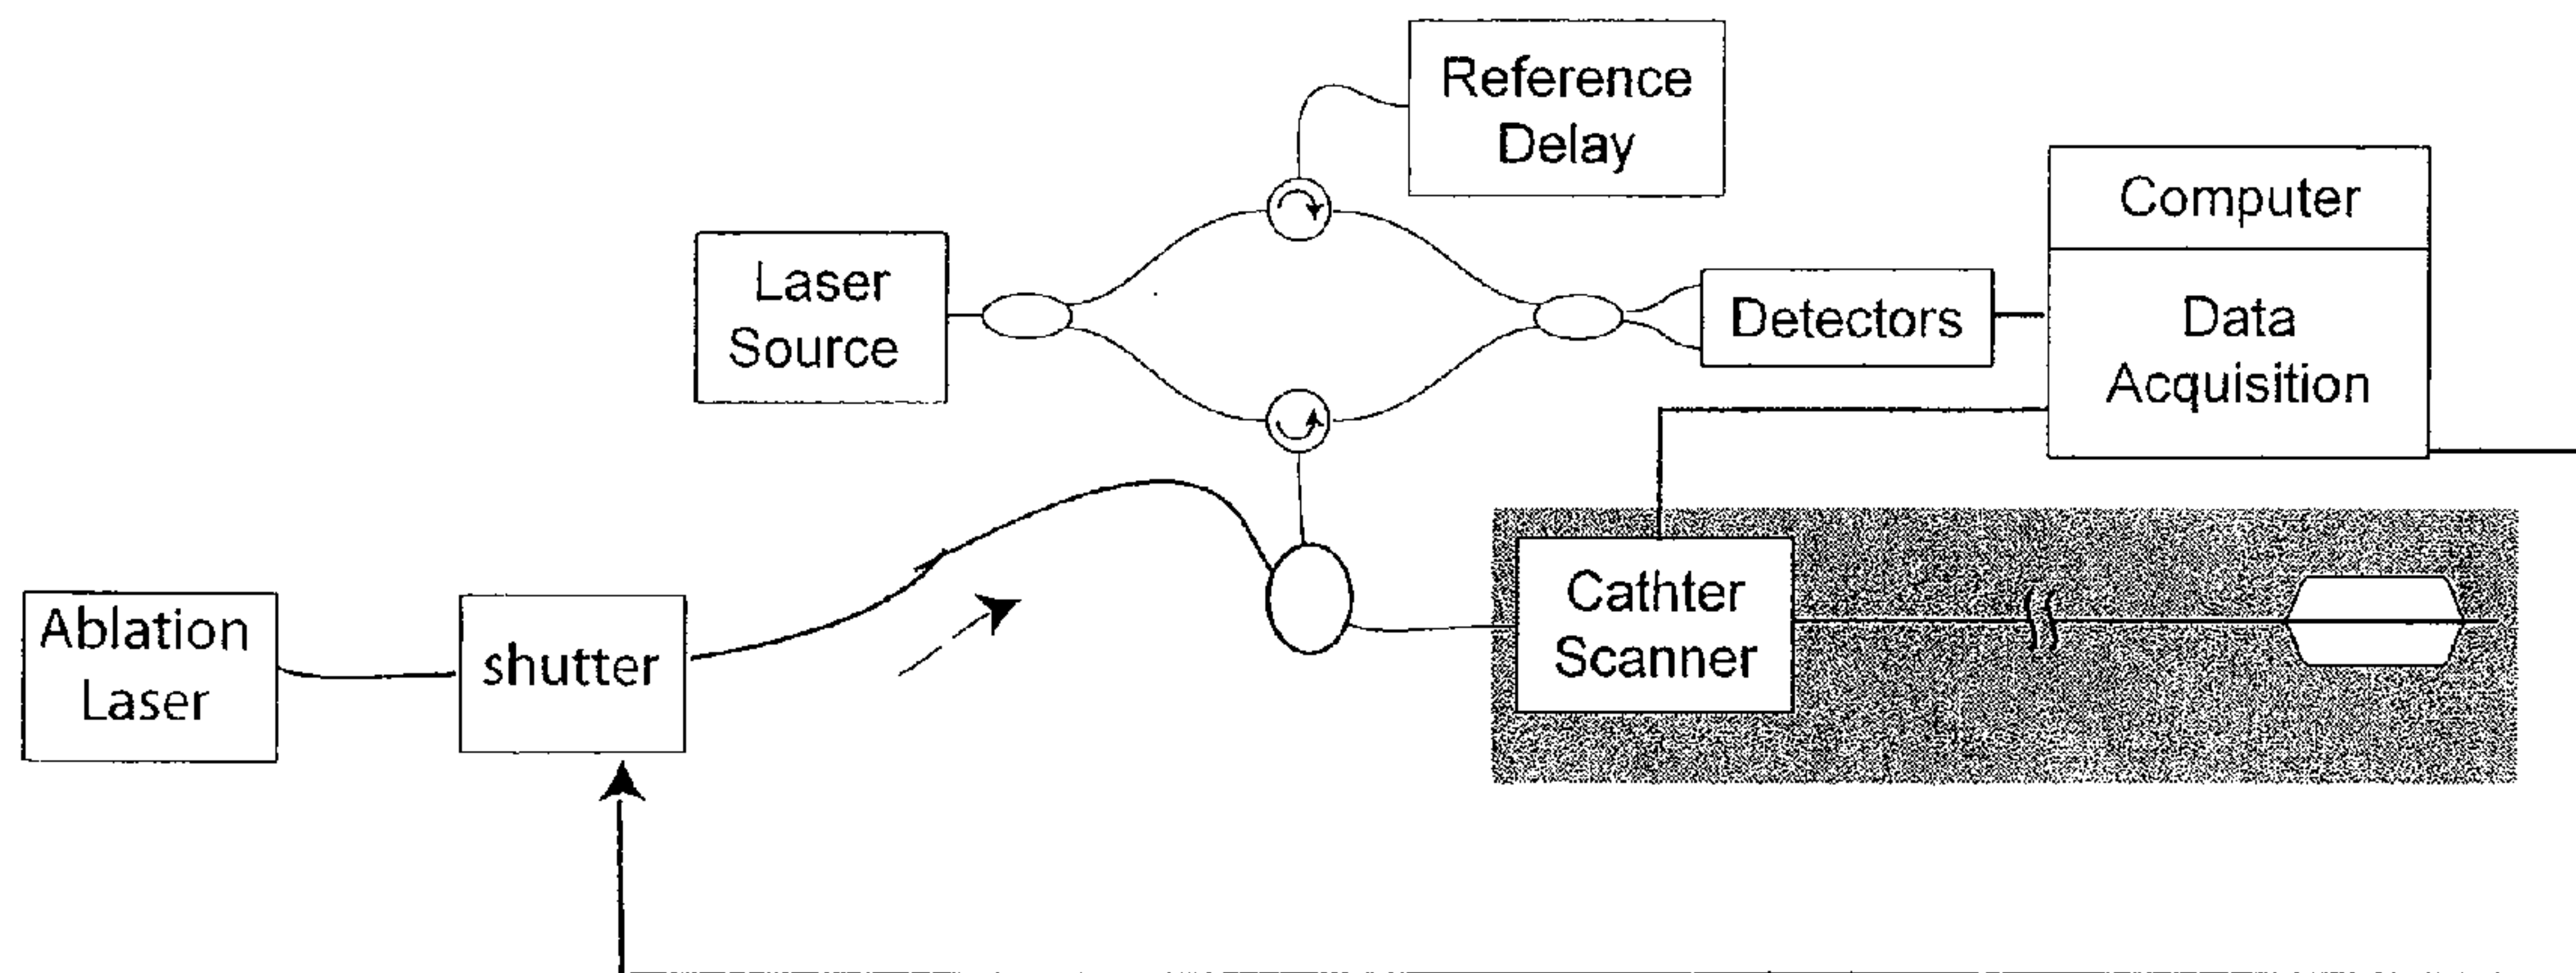 Reference
Delay
Computer
Laser
Source
Detectors
Data
Acquisition
Ablation
Laser
shutter
Cathter
Scanner